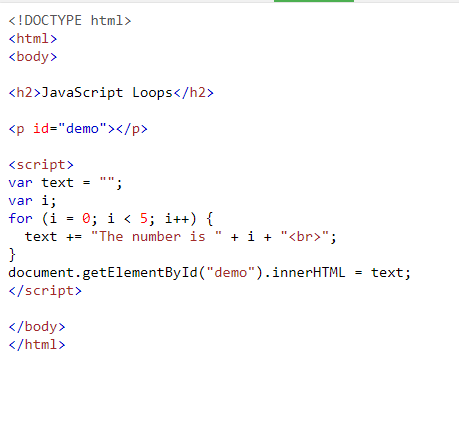 <!DOCTYPE html>
<html>
<body>
<h2>JavaScript Loops</h2>
<p id="demo"></p>
<script>
var text = "";
var i;
for (i = 0; i < 5; i++) {
  text += "The number is " + i + "<br>";
}
document.getElementById("demo").innerHTML = text;
</script>
</body>
</html>